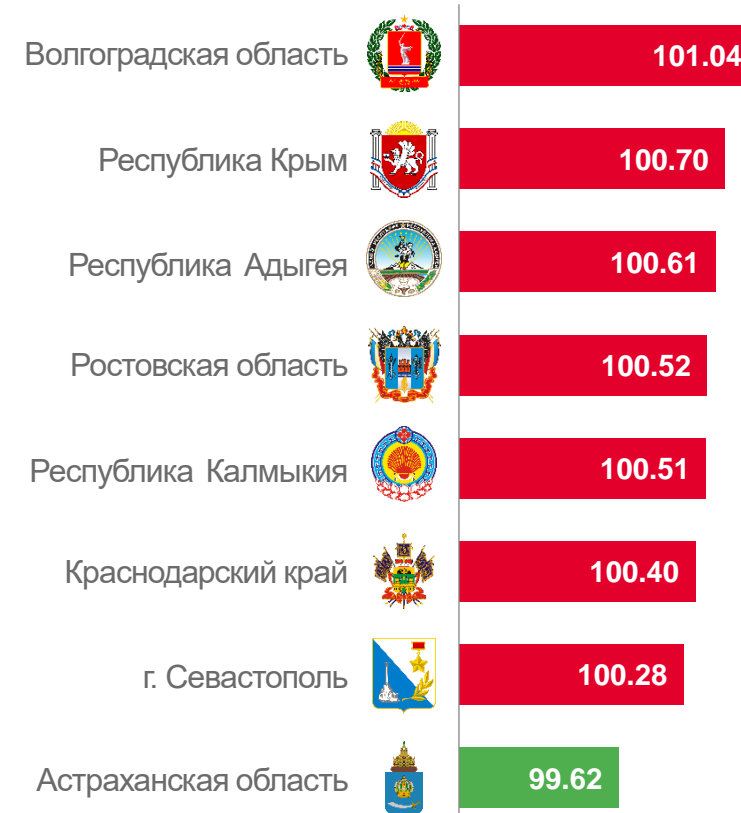 Волгоградская область 101.04
Республика Крым 100.70
Республика Адыгея 100.61
Ростовская область 100.52
Республика Калмыкия 100.51
Краснодарский край 100.40
г. Севастополь 100.28
Астраханская область 99.62